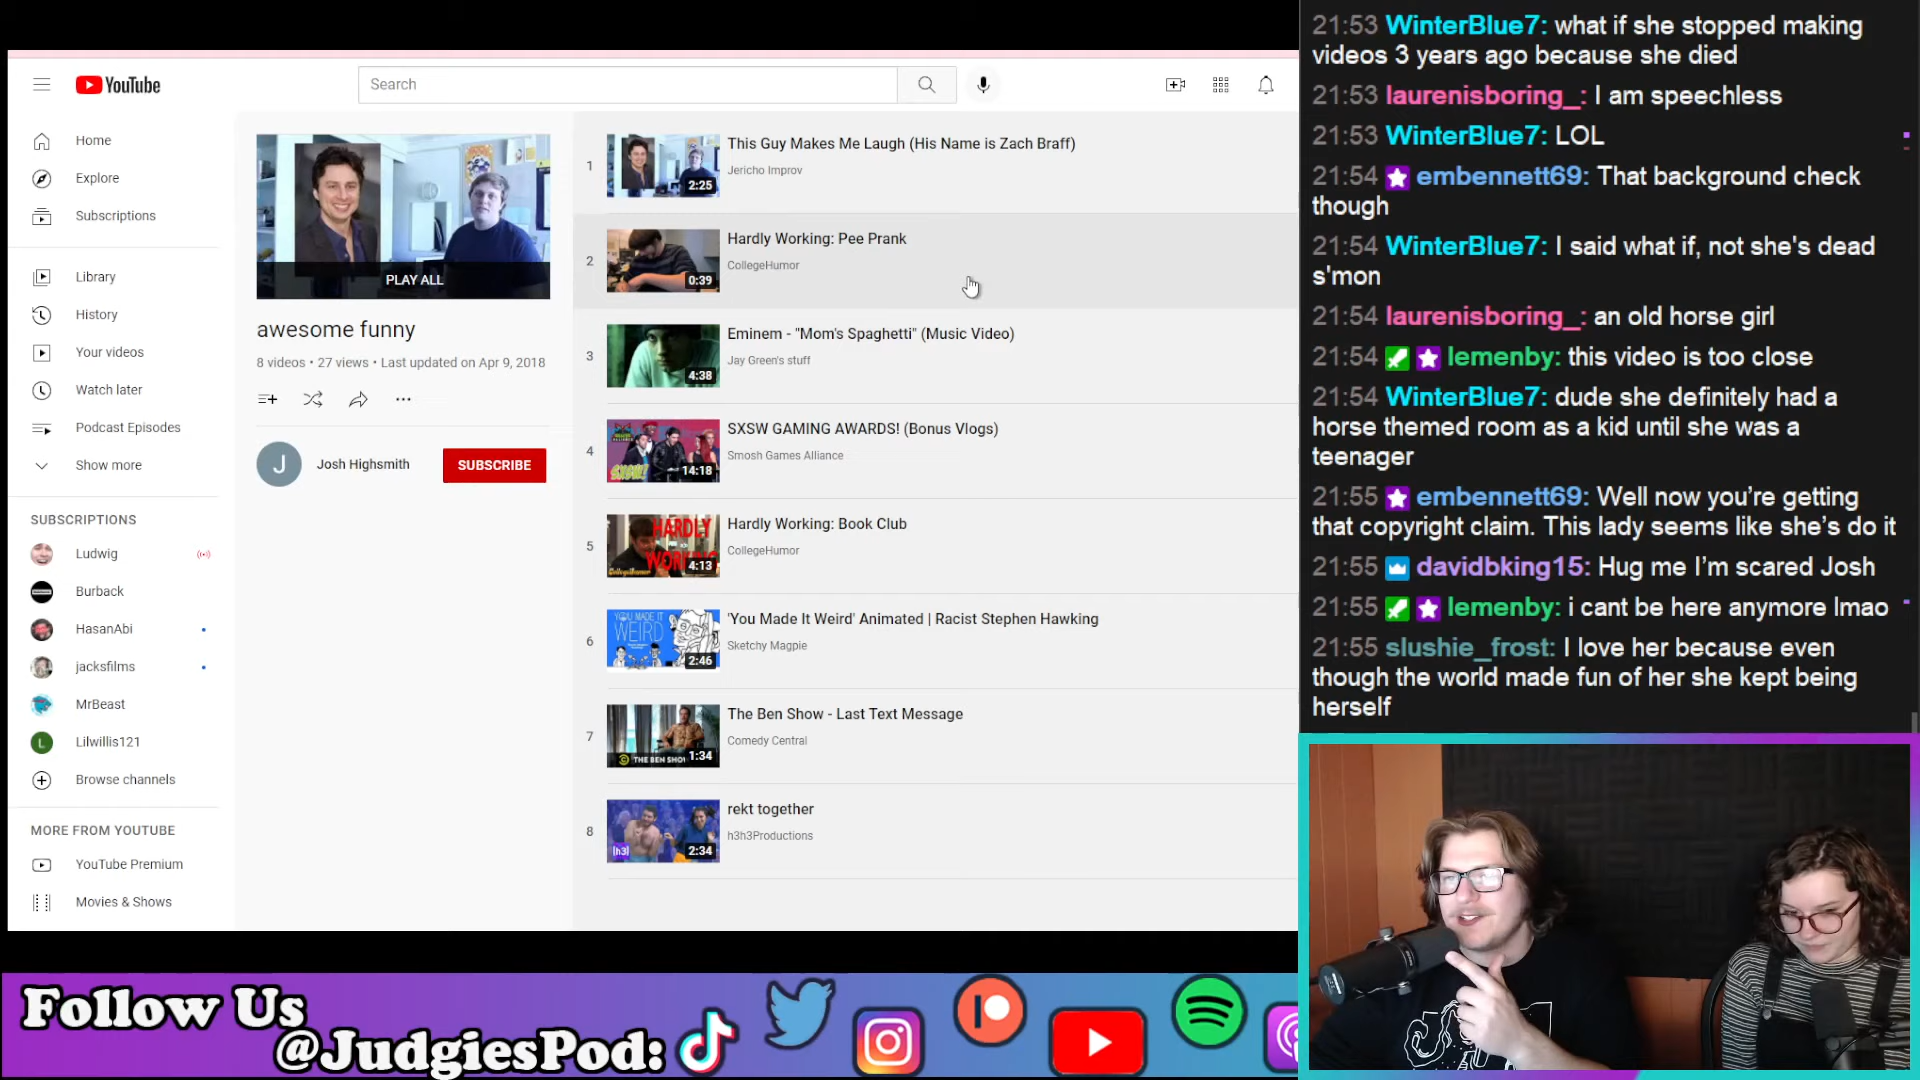 YouTube
Search
Home
Explore
Subscriptions
Library
History
Your videos
Watch later
Podcast Episodes
Show more
SUBSCRIPTIONS
Ludwig
Burback
HasanAbi
jacksfilms
MrBeast
L Lilwillis121
Browse channels
MORE FROM YOUTUBE
YouTube Premium
Movies & Shows
PLAY ALL
awesome funny
8 videos • 27 views • Last updated on Apr 9, 2018
J Josh Highsmith SUBSCRIBE
1 2:25 This Guy Makes Me Laugh (His Name is Zach Braff)
Jericho Improv
2 0:39 Hardly Working: Pee Prank
CollegeHumor
3 4:38 Eminem - "Mom's Spaghetti" (Music Video)
Jay Green's stuff
4 14:18 SXSW GAMING AWARDS! (Bonus Vlogs)
Smosh Games Alliance
5 HARDLY WORKING 4:13 Hardly Working: Book Club
CollegeHumor
6 YOU MADE IT WEIRD 2:46 'You Made It Weird' Animated | Racist Stephen Hawking
Sketchy Magpie
7 THE BEN SHOW 1:34 The Ben Show - Last Text Message
Comedy Central
8 [h3] 2:34 rekt together
h3h3Productions
21:53 WinterBlue7: what if she stopped making
videos 3 years ago because she died
21:53 laurenisboring_: I am speechless
21:53 WinterBlue7: LOL
21:54 embennett69: That background check
though
21:54 WinterBlue7: I said what if, not she's dead
s'mon
21:54 laurenisboring_: an old horse girl
21:54 lemenby: this video is too close
21:54 WinterBlue7: dude she definitely had a
horse themed room as a kid until she was a
teenager
21:55 embennett69: Well now you’re getting
that copyright claim. This lady seems like she’s do it
21:55 davidbking15: Hug me I’m scared Josh
21:55 lemenby: i cant be here anymore lmao
21:55 slushie_frost: I love her because even
though the world made fun of her she kept being
herself
Follow Us
@JudgiesPod: